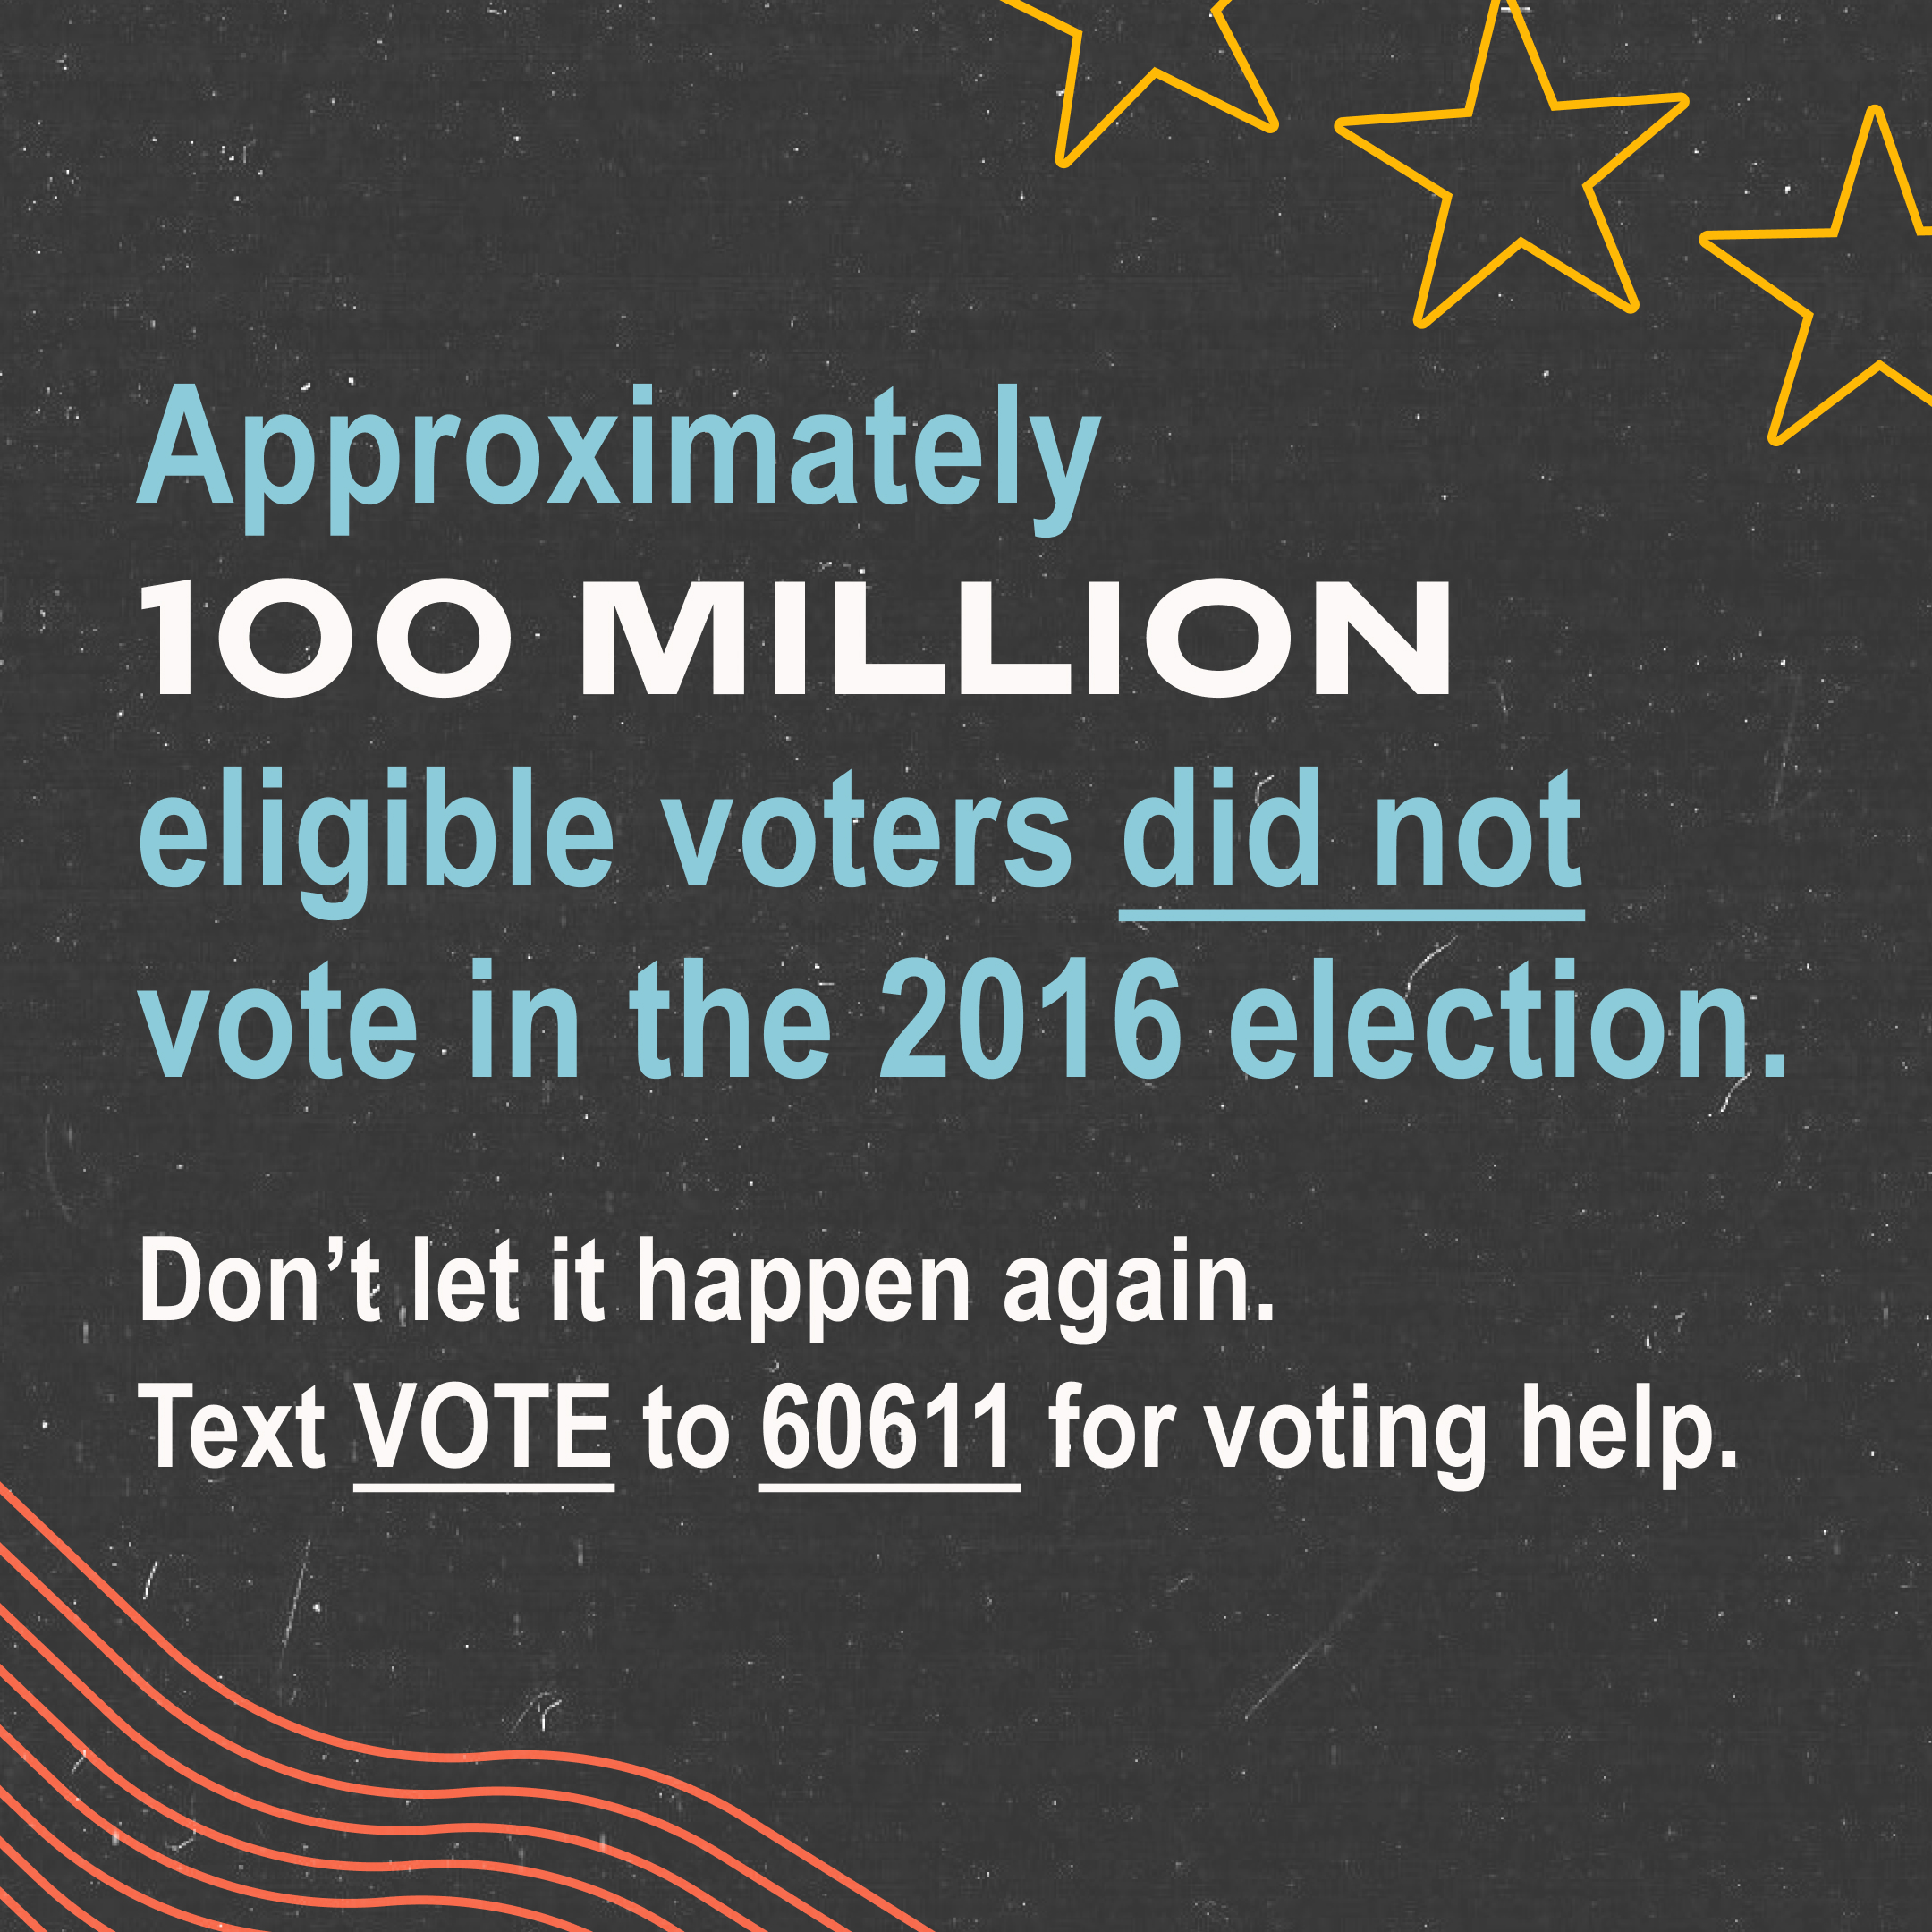 Approximately
100 MILLION
eligible voters did not
vote in the 2016 election.
Don’t let it happen again.
Text VOTE to 60611 for voting help.